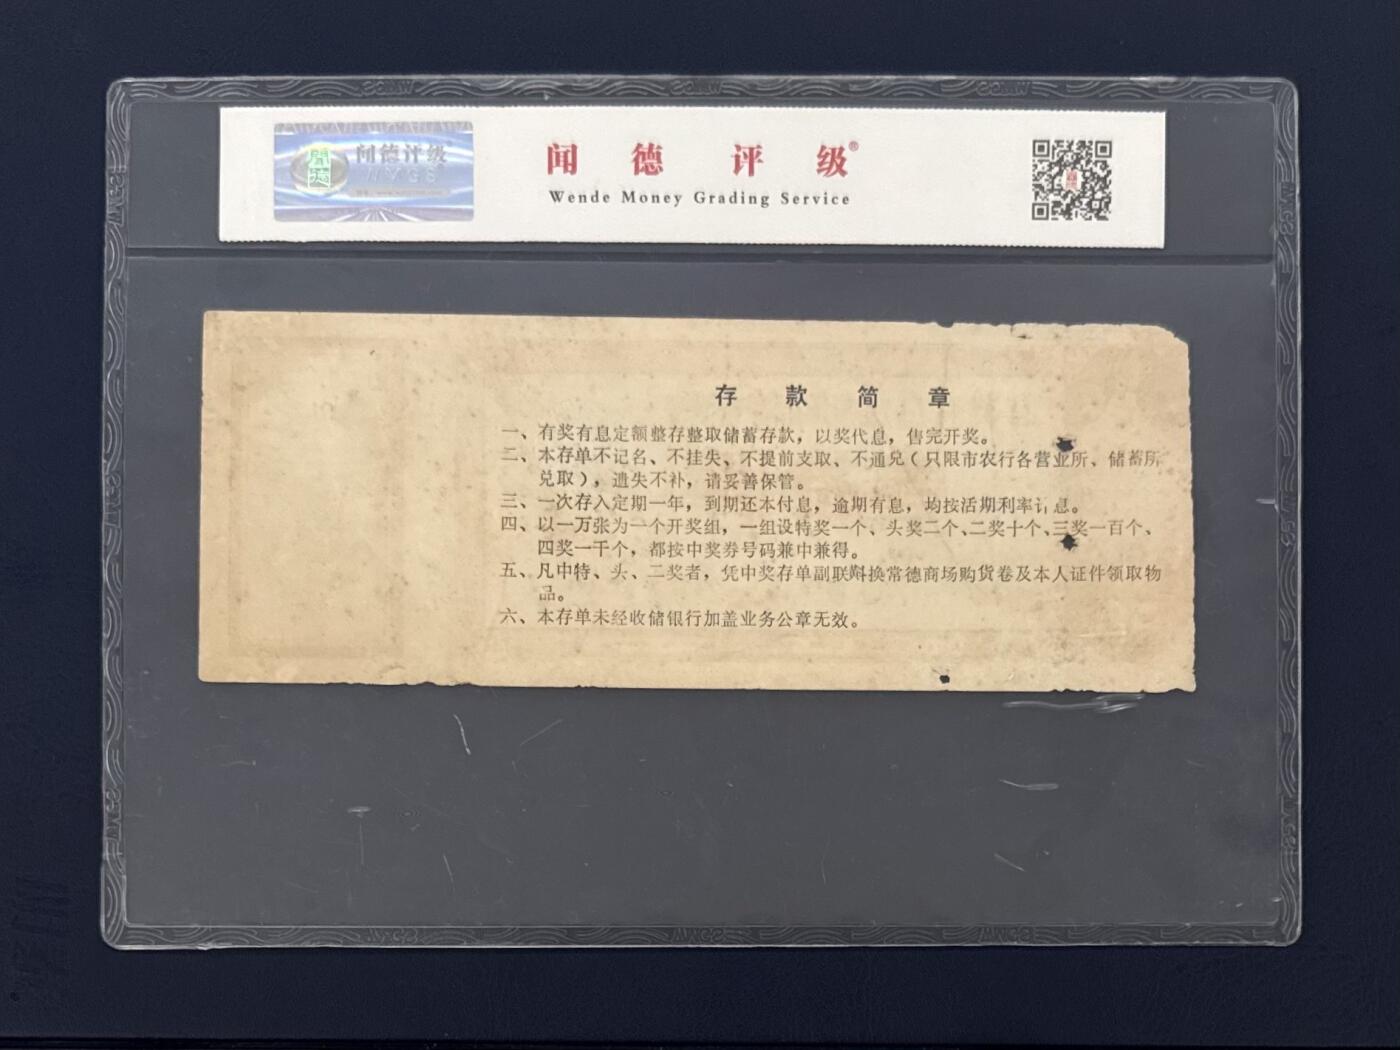 闻德评级
闻德评级®
Wende Money Grading Service
存款简章
一、有奖有息定额整存整取储蓄存款，以奖代息，售完开奖。
二、本存单不记名、不挂失、不提前支取、不通兑（只限市农行各营业所、储蓄所
兑取），遗失不补，请妥善保管。
三、一次存入定期一年，到期还本付息，逾期有息，均按活期利率计息。
四、以一万张为一个开奖组，一组设特奖一个、头奖二个、二奖十个、三奖一百个、
四奖一千个，都按中奖券号码兼中兼得。
五、凡中特、头、二奖者，凭中奖存单副联换常德商场购货卷及本人证件领取物
品。
六、本存单未经收储银行加盖业务公章无效。